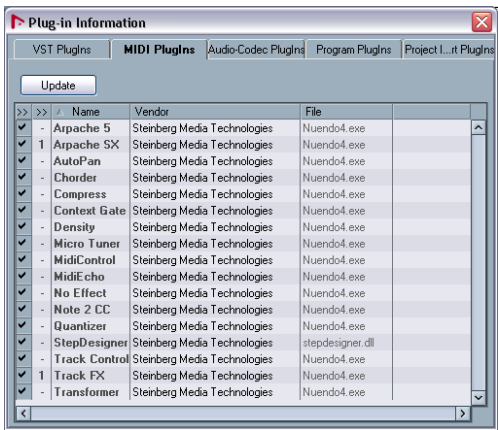 Plug-in Information
VST PlugIns MIDI PlugIns Audio-Codec PlugIns Program PlugIns Project I...rt PlugIns
Update
>> >> Name Vendor File
- Arpache 5 Steinberg Media Technologies Nuendo4.exe
1 Arpache SX Steinberg Media Technologies Nuendo4.exe
- AutoPan Steinberg Media Technologies Nuendo4.exe
- Chorder Steinberg Media Technologies Nuendo4.exe
- Compress Steinberg Media Technologies Nuendo4.exe
- Context Gate Steinberg Media Technologies Nuendo4.exe
- Density Steinberg Media Technologies Nuendo4.exe
- Micro Tuner Steinberg Media Technologies Nuendo4.exe
- MidiControl Steinberg Media Technologies Nuendo4.exe
- MidiEcho Steinberg Media Technologies Nuendo4.exe
- No Effect Steinberg Media Technologies Nuendo4.exe
- Note 2 CC Steinberg Media Technologies Nuendo4.exe
- Quantizer Steinberg Media Technologies Nuendo4.exe
- StepDesigner Steinberg Media Technologies stepdesigner.dll
- Track Control Steinberg Media Technologies Nuendo4.exe
1 Track FX Steinberg Media Technologies Nuendo4.exe
- Transformer Steinberg Media Technologies Nuendo4.exe